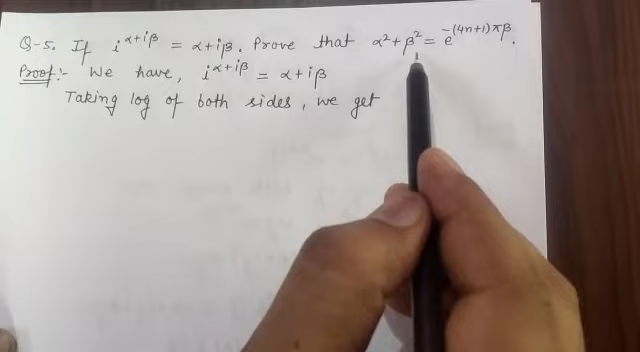 Q-5. If i^α+iβ = α+iβ. Prove that α²+β² = e^-(4n+1)πβ.
Proof:- We have, i^α+iβ = α+iβ
Taking log of both sides, we get